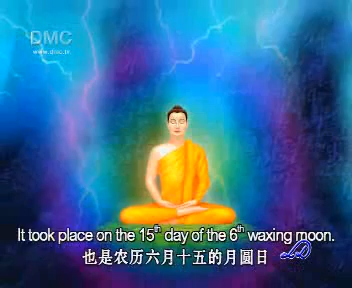 DMC
www.dmc.tv
It took place on the 15th day of the 6th waxing moon.
也是农历六月十五的月圆日